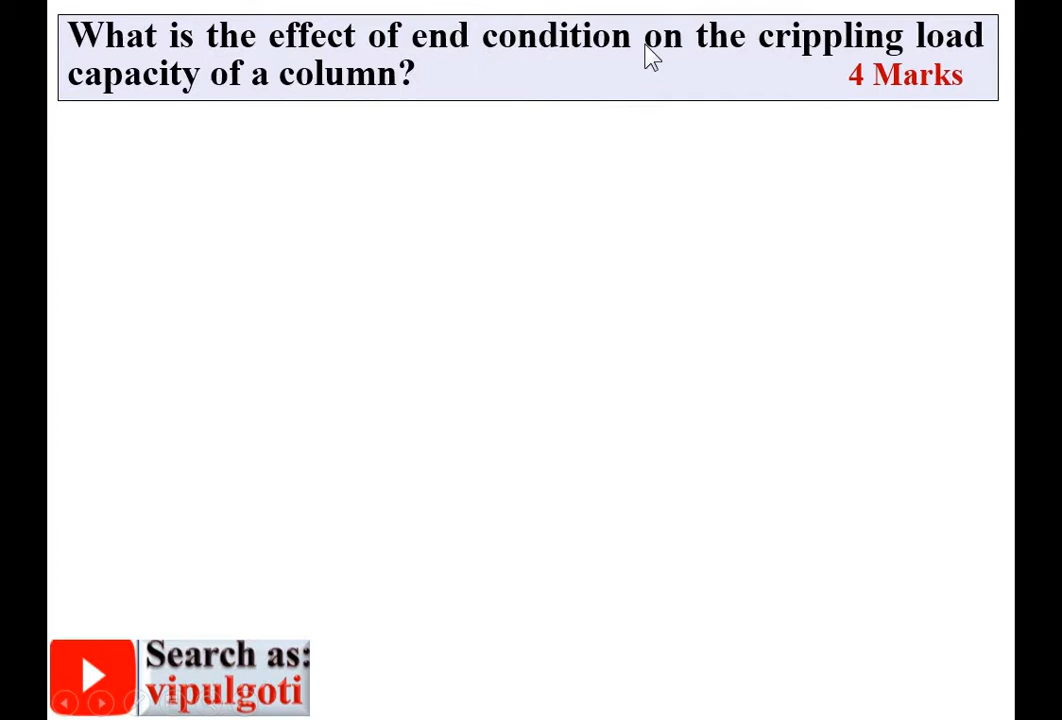 What is the effect of end condition on the crippling load
capacity of a column?
4 Marks
Search as:
vipulgoti